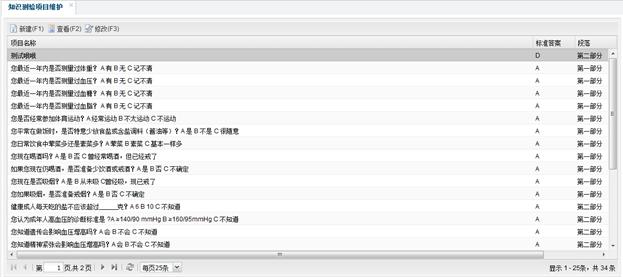 知识测验项目维护
新建(F1) 查看(F2) 修改(F3)
项目名称 标准答案 段落
测试哦哦 D 第二部分
您最近一年内是否测量过体重？ A 有 B 无 C 记不清 A 第一部分
您最近一年内是否测量过血压？ A 有 B 无 C 记不清 A 第一部分
您最近一年内是否测量过血糖？ A 有 B 无 C 记不清 A 第一部分
您最近一年内是否测量过血脂？ A 有 B 无 C 记不清 A 第一部分
您是否经常参加体育运动？A 经常运动 B 不太运动 C 不运动 A 第一部分
您平常在做饭时，是否特意少放食盐或含盐调料（酱油等）？A 是 B 不是 C 很随意 A 第一部分
您日常饮食中荤菜多还是素菜多？A 荤菜 B 素菜 C 基本一样多 A 第一部分
您现在喝酒吗？A 是 B 否 C 曾经常喝酒，但已经戒了 A 第一部分
如果您现在仍喝酒，是否准备少饮酒或戒酒？A 是 B 否 C 不确定 A 第一部分
您现在是否吸烟？A 是 B 从未吸 C曾经吸，现已戒了 A 第一部分
您如果吸烟，是否准备戒烟？A 是 B 否 C 不确定 A 第一部分
健康成人每天吃的盐不应该超过______克？A 6 B 10 C 不知道 A 第二部分
您认为成年人高血压的诊断标准是 ?A ≥140/90 mmHg B ≥160/95mmHg C 不知道 A 第二部分
您知道遗传会影响血压增高吗？A 会 B 不会 C 不知道 A 第二部分
您知道精神紧张会影响血压增高吗？A 会 B 不会 C 不知道 A 第二部分
第 1 页,共 2 页 每页25条 显示 1 - 25条，共 34 条